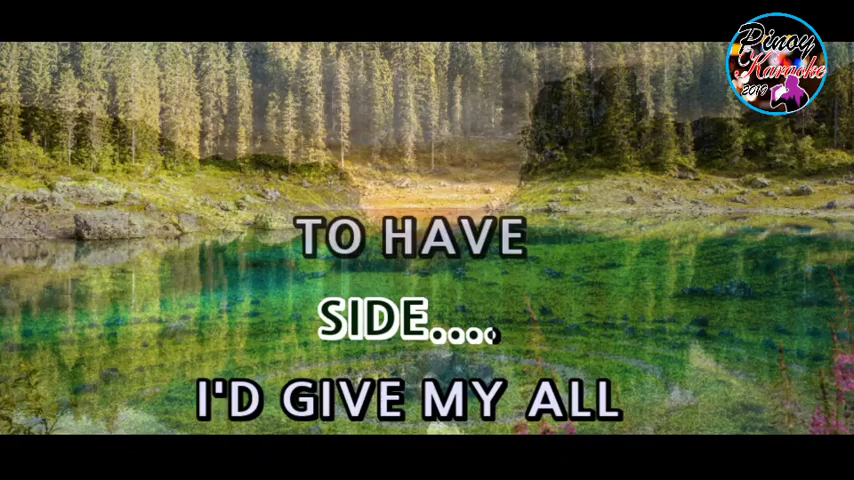 Pinoy
Karaoke
2019
TO HAVE
SIDE....
I'D GIVE MY ALL